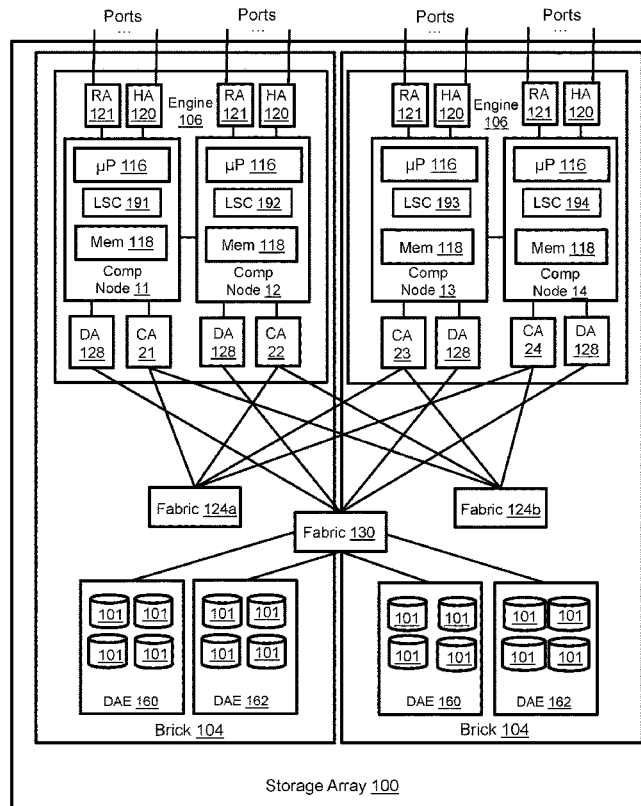 Ports Ports Ports Ports
... ... ... ...
RA 121 HA 120 Engine 106 RA 121 HA 120 RA 121 HA 120 Engine 106 RA 121 HA 120
µP 116 µP 116 µP 116 µP 116
LSC 191 LSC 192 LSC 193 LSC 194
Mem 118 Mem 118 Mem 118 Mem 118
Comp Comp Comp Comp
Node 11 Node 12 Node 13 Node 14
DA CA DA CA CA DA CA DA
128 21 128 22 23 128 24 128
Fabric 124a Fabric 124b
Fabric 130
101 101 101 101 101 101 101 101
101 101 101 101 101 101 101 101
DAE 160 DAE 162 DAE 160 DAE 162
Brick 104 Brick 104
Storage Array 100